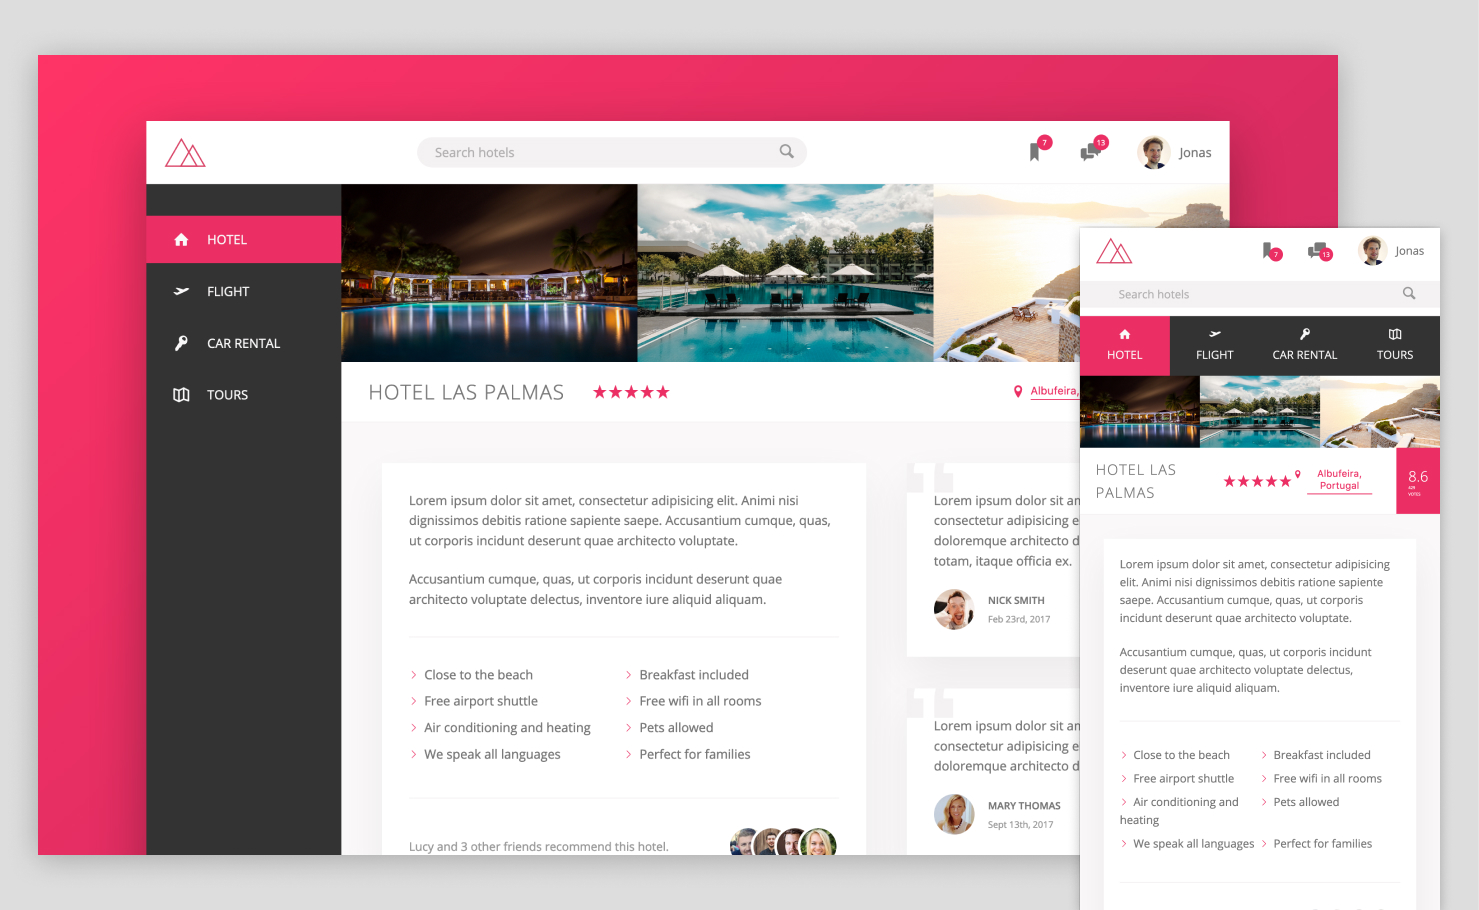 Search hotels
7
13
Jonas
HOTEL
FLIGHT
CAR RENTAL
TOURS
HOTEL LAS PALMAS
Albufeira,
Lorem ipsum dolor sit amet, consectetur adipisicing elit. Animi nisi
dignissimos debitis ratione sapiente saepe. Accusantium cumque, quas,
ut corporis incidunt deserunt quae architecto voluptate.
Accusantium cumque, quas, ut corporis incidunt deserunt quae
architecto voluptate delectus, inventore iure aliquid aliquam.
> Close to the beach
> Free airport shuttle
> Air conditioning and heating
> We speak all languages
> Breakfast included
> Free wifi in all rooms
> Pets allowed
> Perfect for families
Lucy and 3 other friends recommend this hotel.
Lorem ipsum dolor sit am
consectetur adipisicing e
doloremque architecto d
totam, itaque officia ex.
NICK SMITH
Feb 23rd, 2017
Lorem ipsum dolor sit am
consectetur adipisicing e
doloremque architecto d
MARY THOMAS
Sept 13th, 2017
7
13
Jonas
Search hotels
HOTEL
FLIGHT
CAR RENTAL
TOURS
HOTEL LAS
PALMAS
Albufeira,
Portugal
8.6
429
VOTES
Lorem ipsum dolor sit amet, consectetur adipisicing
elit. Animi nisi dignissimos debitis ratione sapiente
saepe. Accusantium cumque, quas, ut corporis
incidunt deserunt quae architecto voluptate.
Accusantium cumque, quas, ut corporis incidunt
deserunt quae architecto voluptate delectus,
inventore iure aliquid aliquam.
> Close to the beach
> Free airport shuttle
> Air conditioning and
heating
> We speak all languages
> Breakfast included
> Free wifi in all rooms
> Pets allowed
> Perfect for families